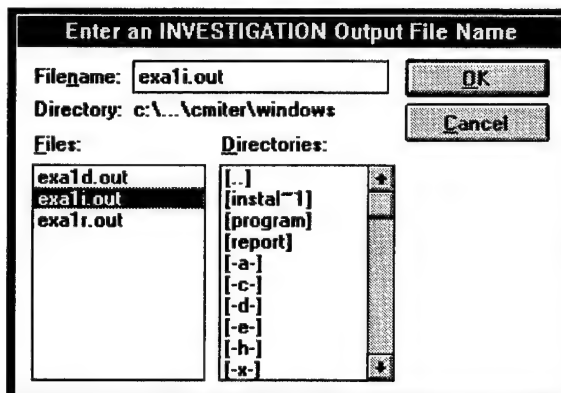 Enter an INVESTIGATION Output File Name
Filename: exa1i.out
OK
Directory: c:\...\cmiter\windows
Cancel
Files:
Directories:
exa1d.out
exa1i.out
exa1r.out
[..]
[instal~1]
[program]
[report]
[-a-]
[-c-]
[-d-]
[-e-]
[-h-]
[-x-]